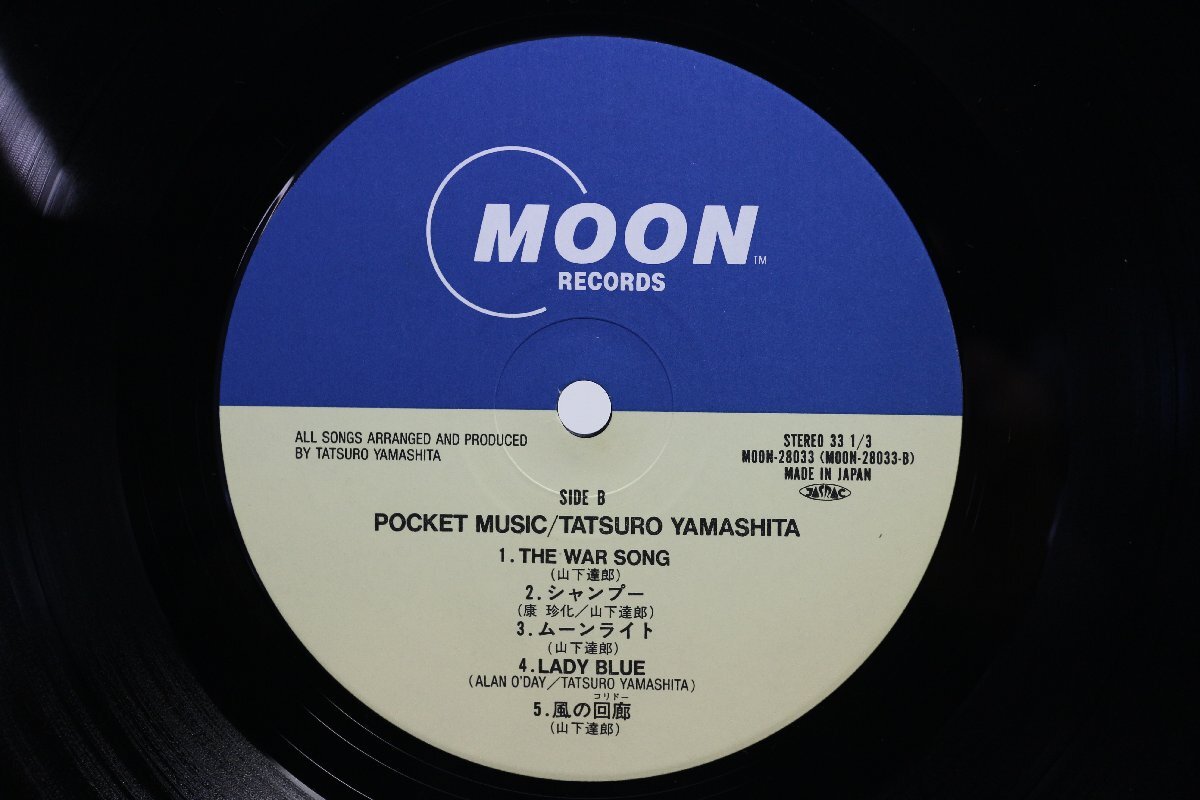 MOON TM
RECORDS
ALL SONGS ARRANGED AND PRODUCED
BY TATSURO YAMASHITA
STEREO 33 1/3
MOON-28033 (MOON-28033-B)
MADE IN JAPAN
JASRAC
SIDE B
POCKET MUSIC/TATSURO YAMASHITA
1. THE WAR SONG
(山下達郎)
2. シャンプー
(康 珍化/山下達郎)
3. ムーンライト
(山下達郎)
4. LADY BLUE
(ALAN O'DAY/TATSURO YAMASHITA)
コリドー
5. 風の回廊
(山下達郎)